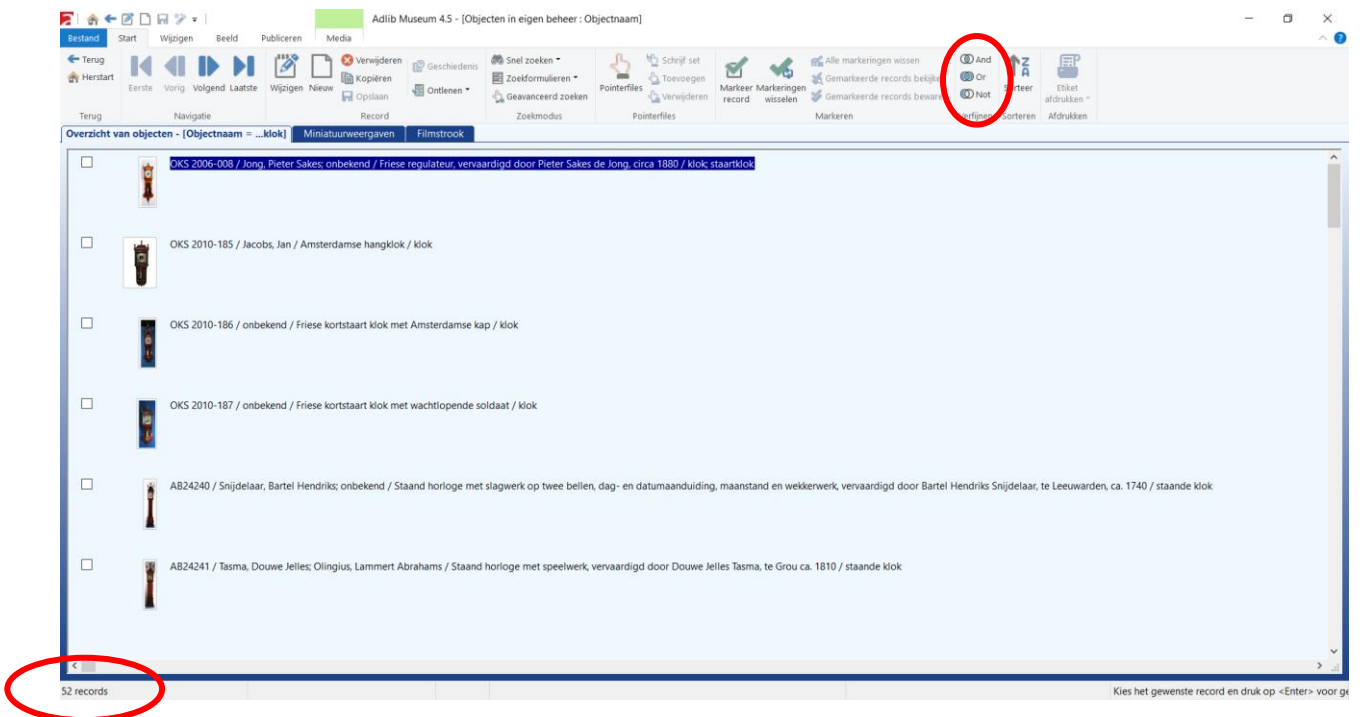 Adlib Museum 4.5 - [Objecten in eigen beheer : Objectnaam]
Bestand Start Wijzigen Beeld Publiceren Media
Terug
Herstart
Eerste Vorig Volgend Laatste
Wijzigen Nieuw
Verwijderen
Kopiëren
Opslaan
Geschiedenis
Ontlenen
Snel zoeken
Zoekformulieren
Geavanceerd zoeken
Pointerfiles
Schrijf set
Toevoegen
Verwijderen
Markeer record
Markeringen wisselen
Alle markeringen wissen
Gemarkeerde records bekijke
Gemarkeerde records beware
And
Or
Not
Sorteer
Etiket afdrukken
Terug Navigatie Record Zoekmodus Pointerfiles Markeren Verfijnen Sorteren Afdrukken
Overzicht van objecten - [Objectnaam = ...klok] Miniatuurweergaven Filmstrook
OKS 2006-008 / Jong, Pieter Sakes; onbekend / Friese regulateur, vervaardigd door Pieter Sakes de Jong, circa 1880 / klok; staartklok
OKS 2010-185 / Jacobs, Jan / Amsterdamse hangklok / klok
OKS 2010-186 / onbekend / Friese kortstaart klok met Amsterdamse kap / klok
OKS 2010-187 / onbekend / Friese kortstaart klok met wachtlopende soldaat / klok
AB24240 / Snijdelaar, Bartel Hendriks; onbekend / Staand horloge met slagwerk op twee bellen, dag- en datumaanduiding, maanstand en wekkerwerk, vervaardigd door Bartel Hendriks Snijdelaar, te Leeuwarden, ca. 1740 / staande klok
AB24241 / Tasma, Douwe Jelles; Olingius, Lammert Abrahams / Staand horloge met speelwerk, vervaardigd door Douwe Jelles Tasma, te Grou ca. 1810 / staande klok
52 records
Kies het gewenste record en druk op <Enter> voor ge